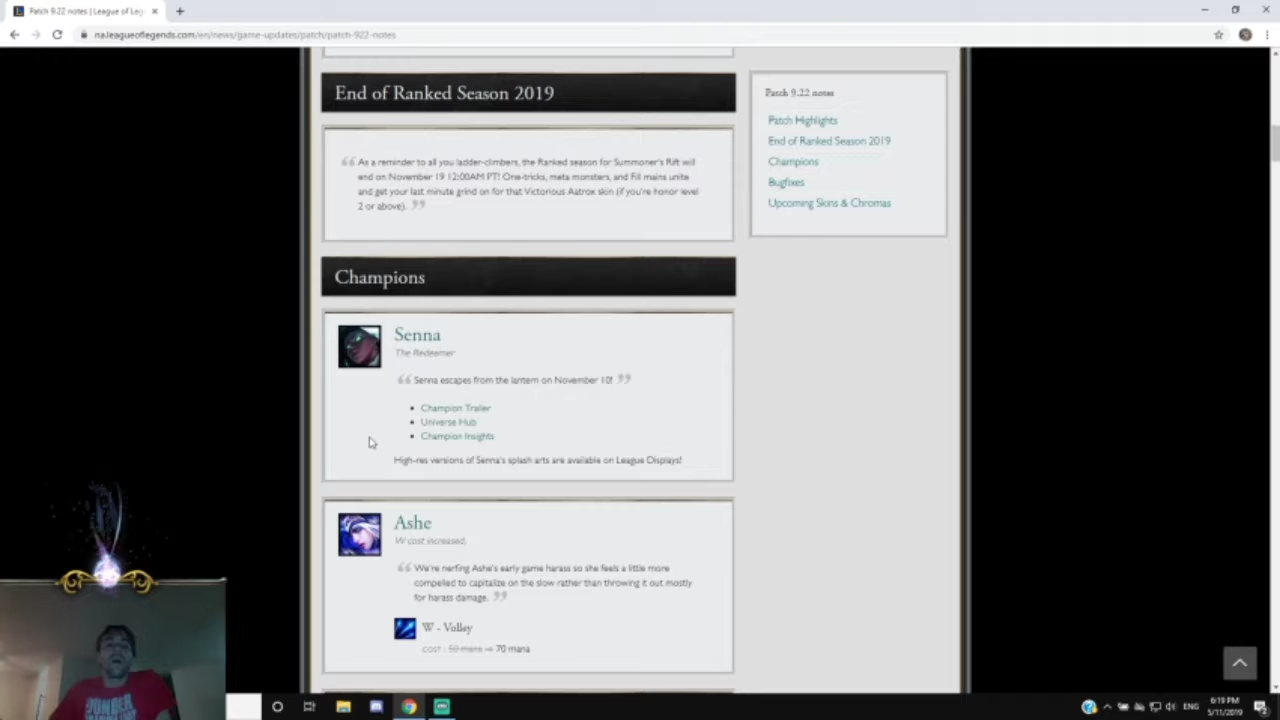 Patch 9.22 notes | League of Leg
na.leagueoflegends.com/en/news/game-updates/patch/patch-922-notes
End of Ranked Season 2019
“ As a reminder to all you ladder-climbers, the Ranked season for Summoner's Rift will
end on November 19 12:00AM PT! One-tricks, meta monsters, and Fill mains unite
and get your last minute grind on for that Victorious Aatrox skin (if you're honor level
2 or above). ”
Patch 9.22 notes
Patch Highlights
End of Ranked Season 2019
Champions
Bugfixes
Upcoming Skins & Chromas
Champions
Senna
The Redeemer
“ Senna escapes from the lantern on November 10! ”
• Champion Trailer
• Universe Hub
• Champion Insights
High-res versions of Senna's splash arts are available on League Displays!
Ashe
W cost increased.
“ We're nerfing Ashe's early game harass so she feels a little more
compelled to capitalize on the slow rather than throwing it out mostly
for harass damage. ”
W - Volley
cost : 50 mana ⇒ 70 mana
ENG
6:19 PM
5/11/2019